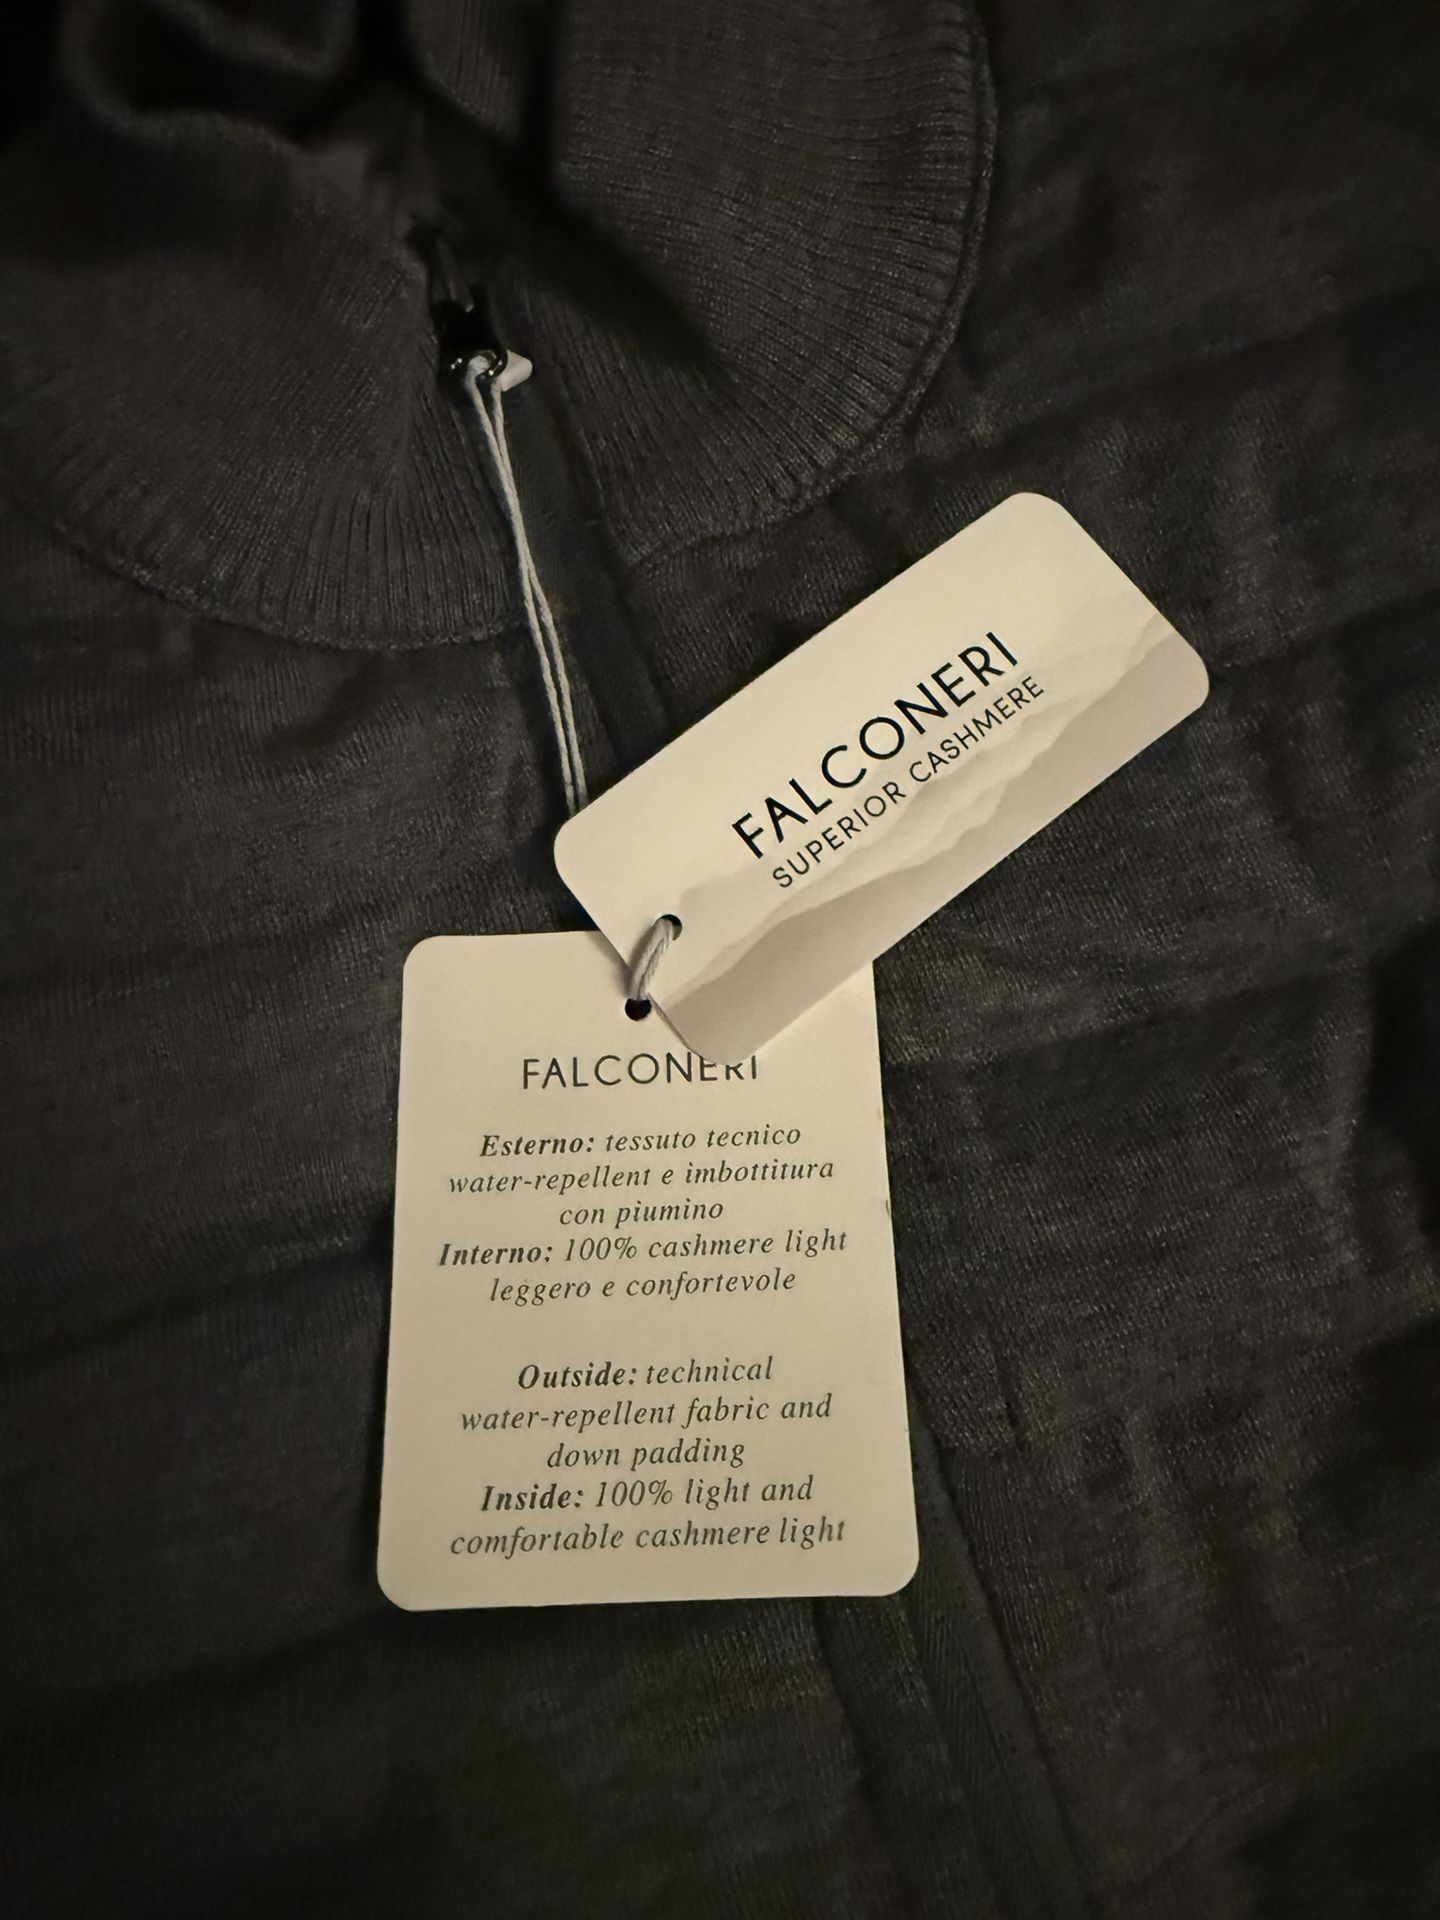 FALCONERI
SUPERIOR CASHMERE
FALCONERI
Esterno: tessuto tecnico
water-repellent e imbottitura
con piumino
Interno: 100% cashmere light
leggero e confortevole
Outside: technical
water-repellent fabric and
down padding
Inside: 100% light and
comfortable cashmere light